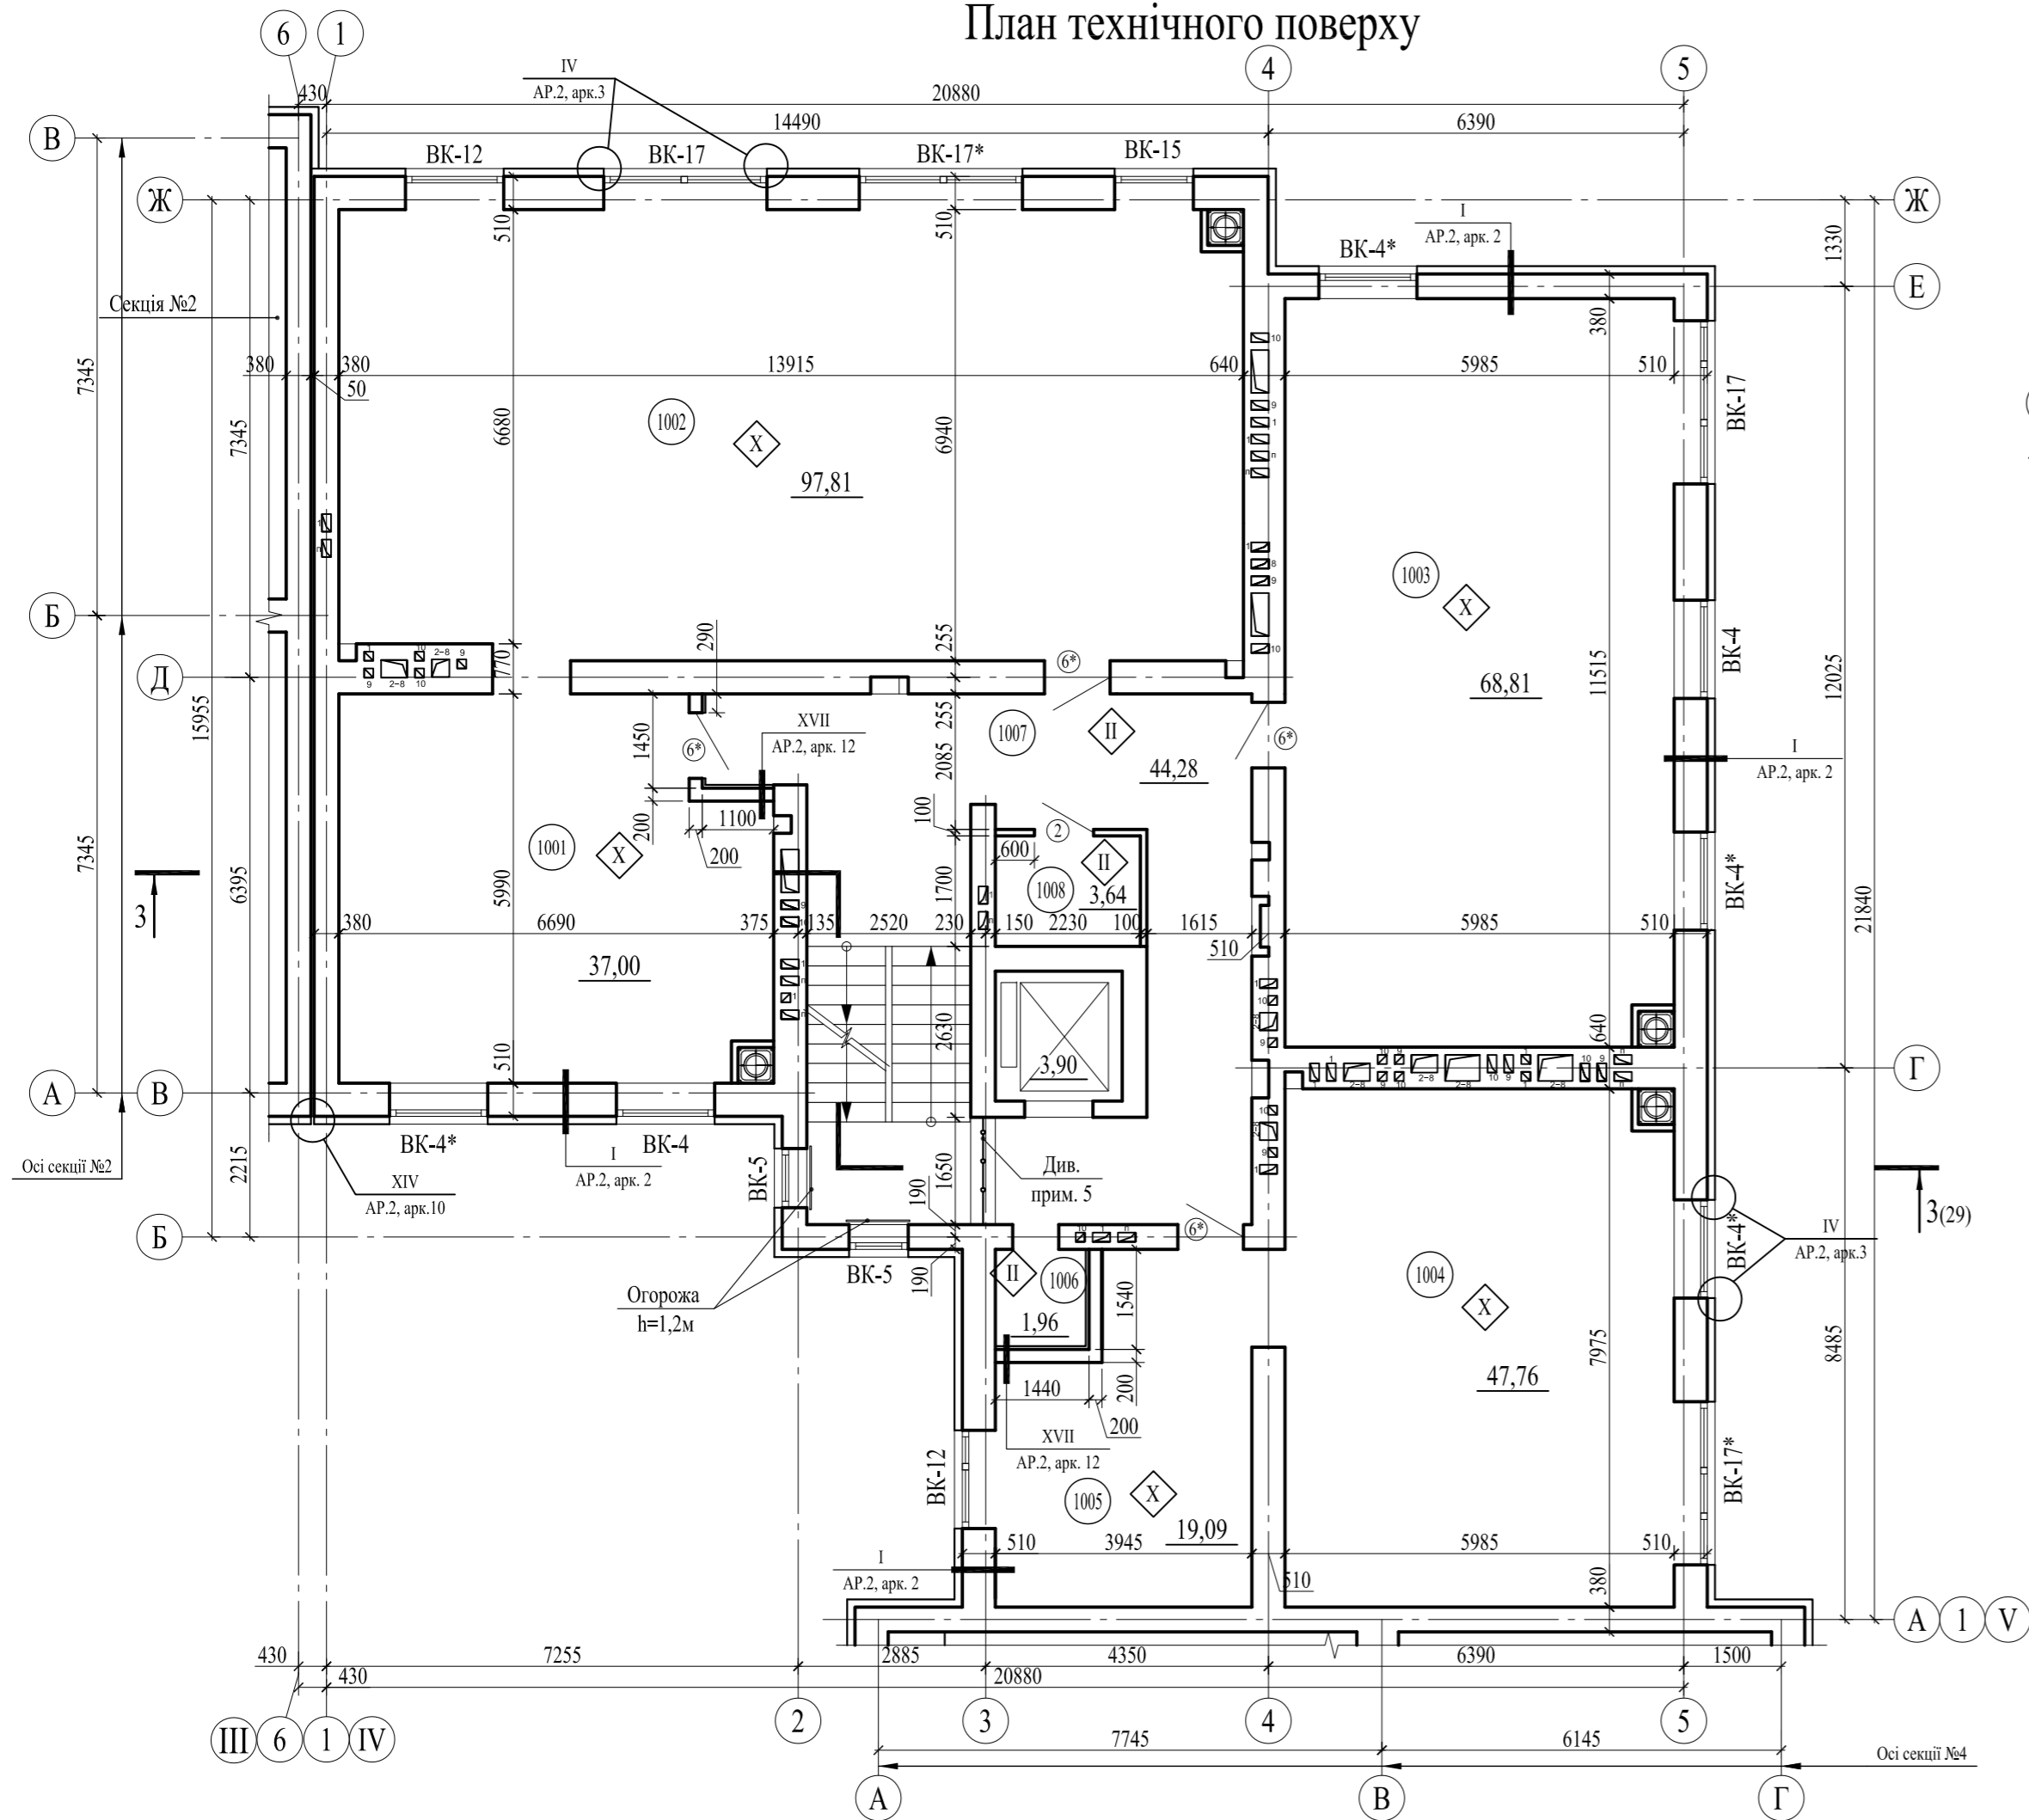 План технічного поверху
6
1
4
5
IV
АР.2, арк.3
430
20880
14490
6390
В
ВК-12
ВК-17
ВК-17*
ВК-15
Ж
Ж
510
510
I
АР.2, арк. 2
ВК-4*
1330
Е
Секція №2
380
380
380
13915
640
5985
510
50
7345
7345
ВК-17
1002
X
6680
6940
97,81
1003
X
Б
290
255
770
6*
ВК-4
Д
68,81
11515
12025
15955
1450
XVII
АР.2, арк. 12
6*
255
1007
II
6*
2085
44,28
I
АР.2, арк. 2
200
1100
200
100
2
600
II
1001
X
1008
3,64
1700
ВК-4*
7345
6395
5990
21840
3
380
6690
375
135
2520
230
150
2230
100
1615
5985
510
510
37,00
2630
640
510
3,90
А
В
Г
ВК-4*
ВК-4
2215
I
АР.2, арк. 2
ВК-5
1650
Див.
прим. 5
Осі секції №2
XIV
АР.2, арк.10
190
6*
3(29)
Б
IV
АР.2, арк.3
ВК-4*
ВК-5
190
II
1006
1540
1004
X
Огорожа
h=1,2м
1,96
7975
8485
1440
200
200
47,76
XVII
АР.2, арк. 12
ВК-12
ВК-17*
1005
X
19,09
510
3945
5985
510
I
АР.2, арк. 2
510
380
А
1
V
430
7255
2885
4350
6390
1500
430
20880
III
6
1
IV
2
3
4
5
7745
6145
Осі секції №4
А
В
Г